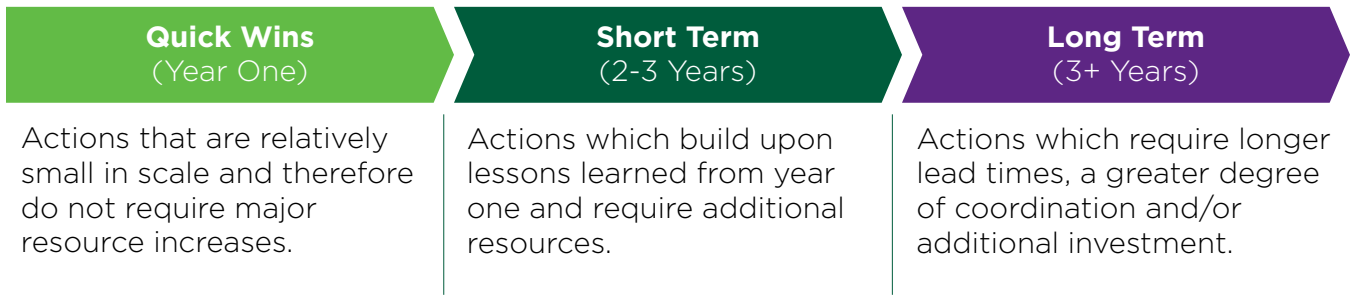 Quick Wins
(Year One)
Actions that are relatively
small in scale and therefore
do not require major
resource increases.
Short Term
(2-3 Years)
Actions which build upon
lessons learned from year
one and require additional
resources.
Long Term
(3+ Years)
Actions which require longer
lead times, a greater degree
of coordination and/or
additional investment.